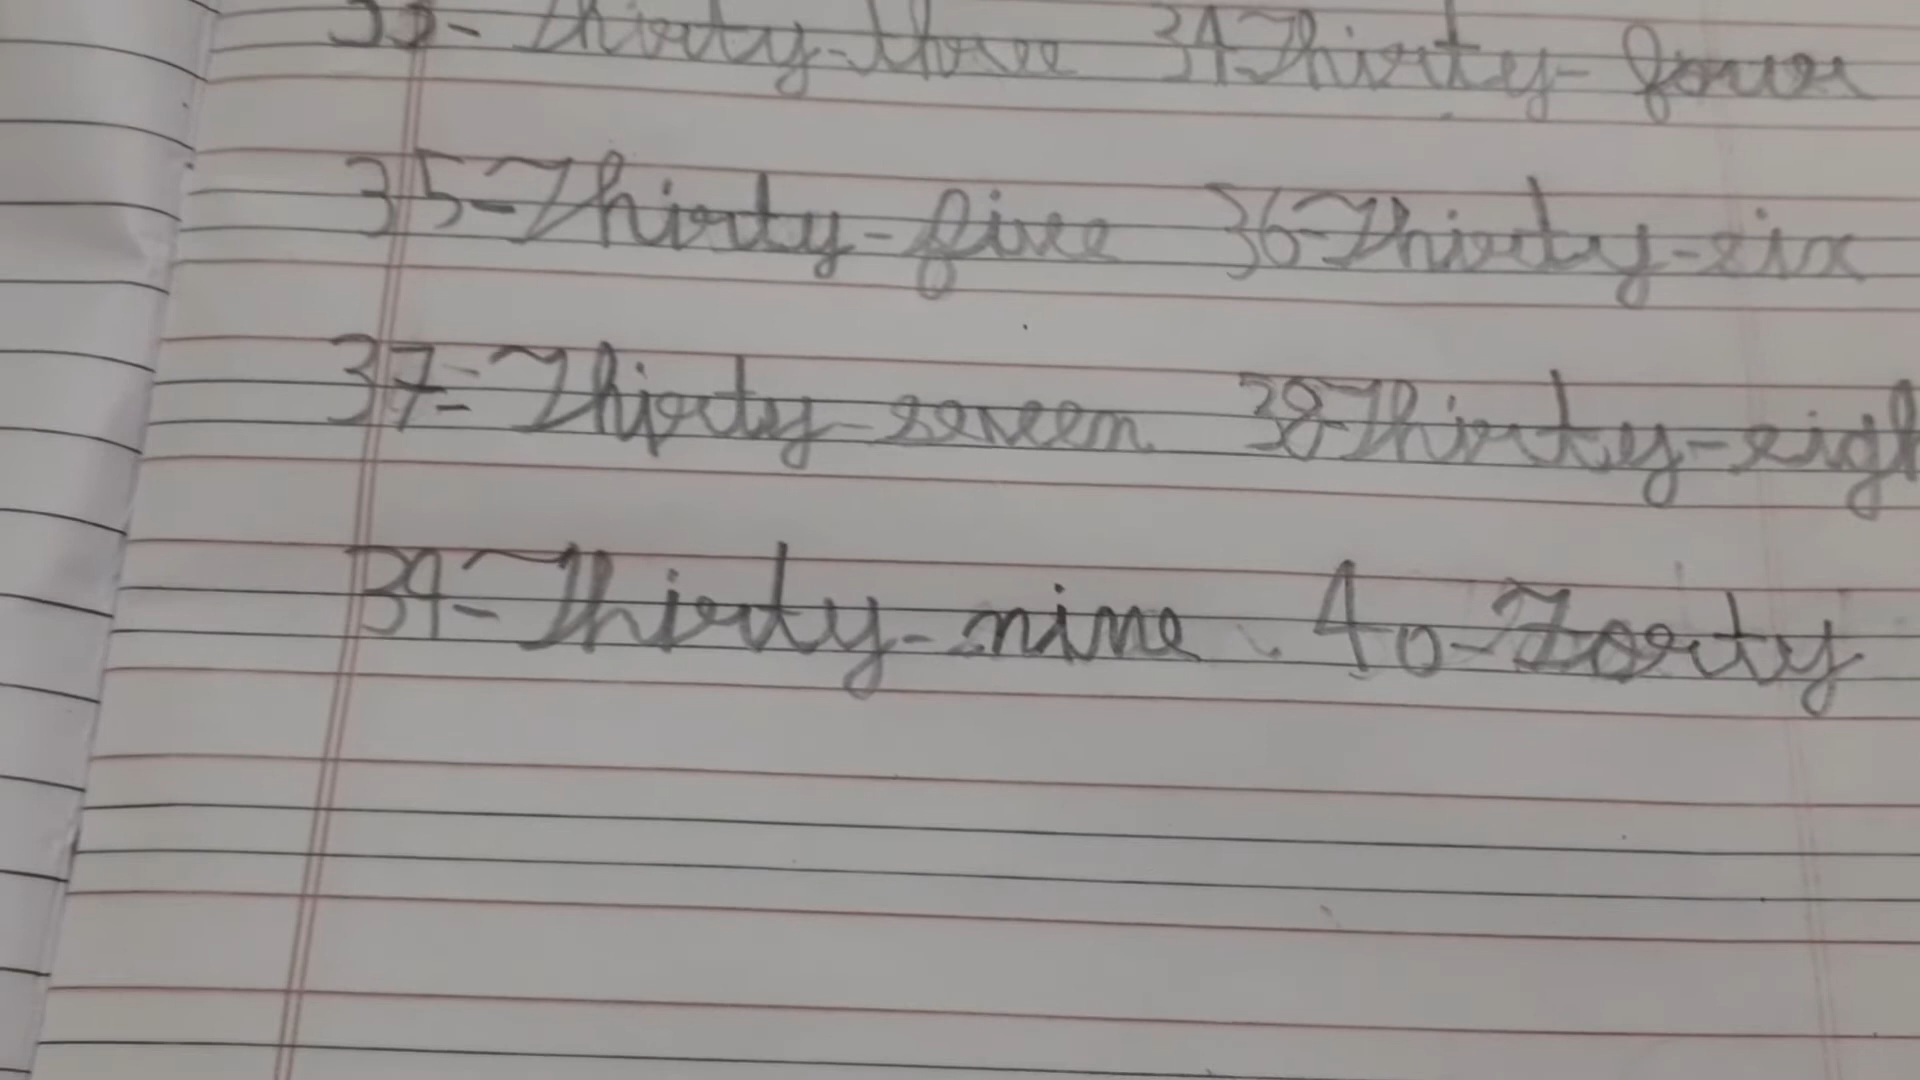 33- Thirty-three 34-Thirty-four
35-Thirty-five 36-Thirty-six
37-Thirty-seven 38-Thirty-eigh
39-Thirty-nine 40-Forty